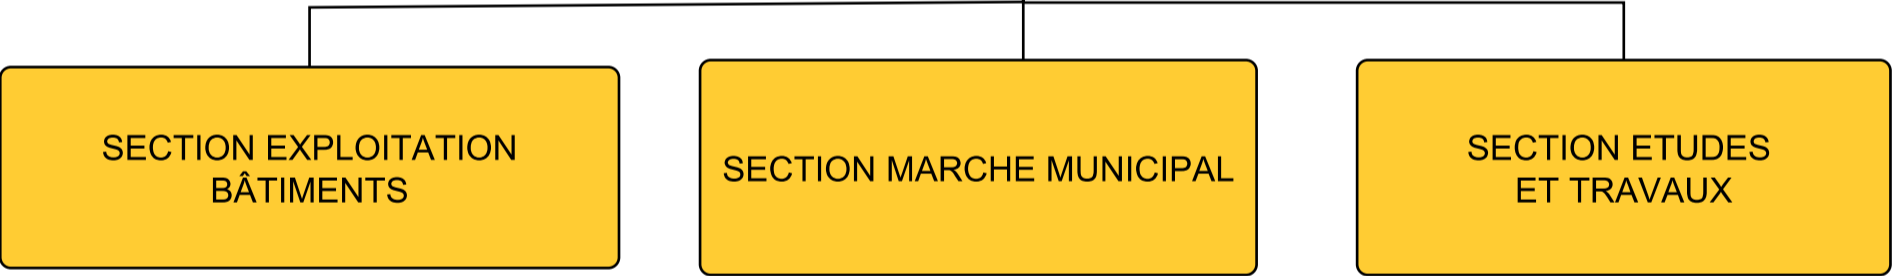 SECTION EXPLOITATION
BÂTIMENTS
SECTION MARCHE MUNICIPAL
SECTION ETUDES
ET TRAVAUX